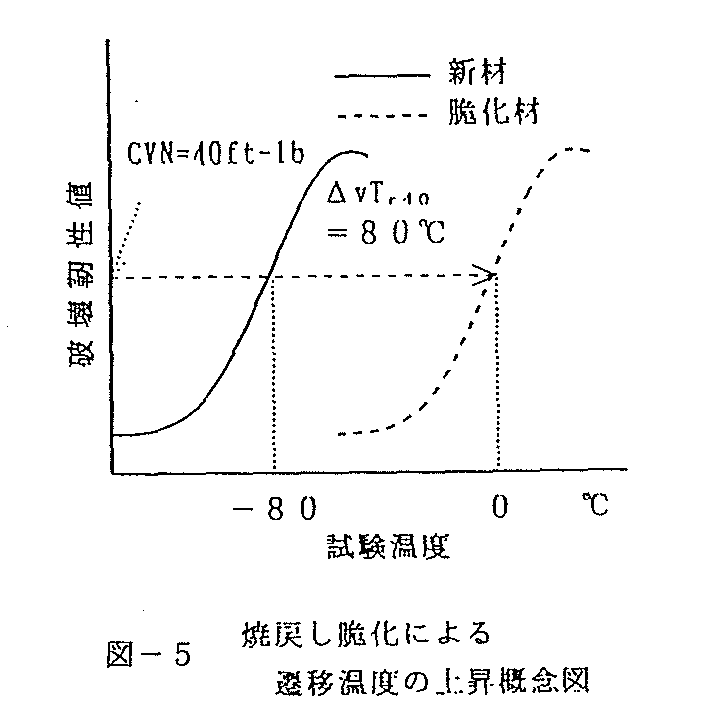 新材
脆化材
CVN=40ft-lb
ΔvTr40
=80℃
破壊靭性値
-80
0
℃
試験温度
図-5
焼戻し脆化による
遷移温度の上昇概念図